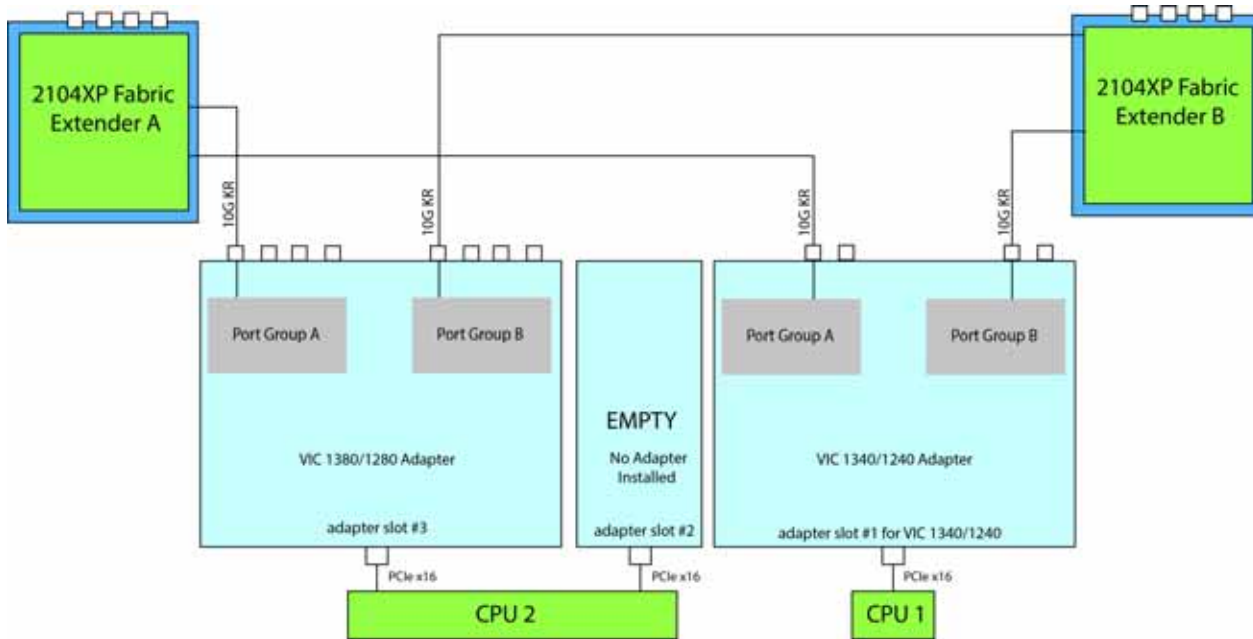 2104XP Fabric
Extender A
2104XP Fabric
Extender B
10G KR
10G KR
10G KR
10G KR
Port Group A
Port Group B
Port Group A
Port Group B
EMPTY
No Adapter
Installed
VIC 1380/1280 Adapter
VIC 1340/1240 Adapter
adapter slot #3
adapter slot #2
adapter slot #1 for VIC 1340/1240
PCIe x16
PCIe x16
PCIe x16
CPU 2
CPU 1